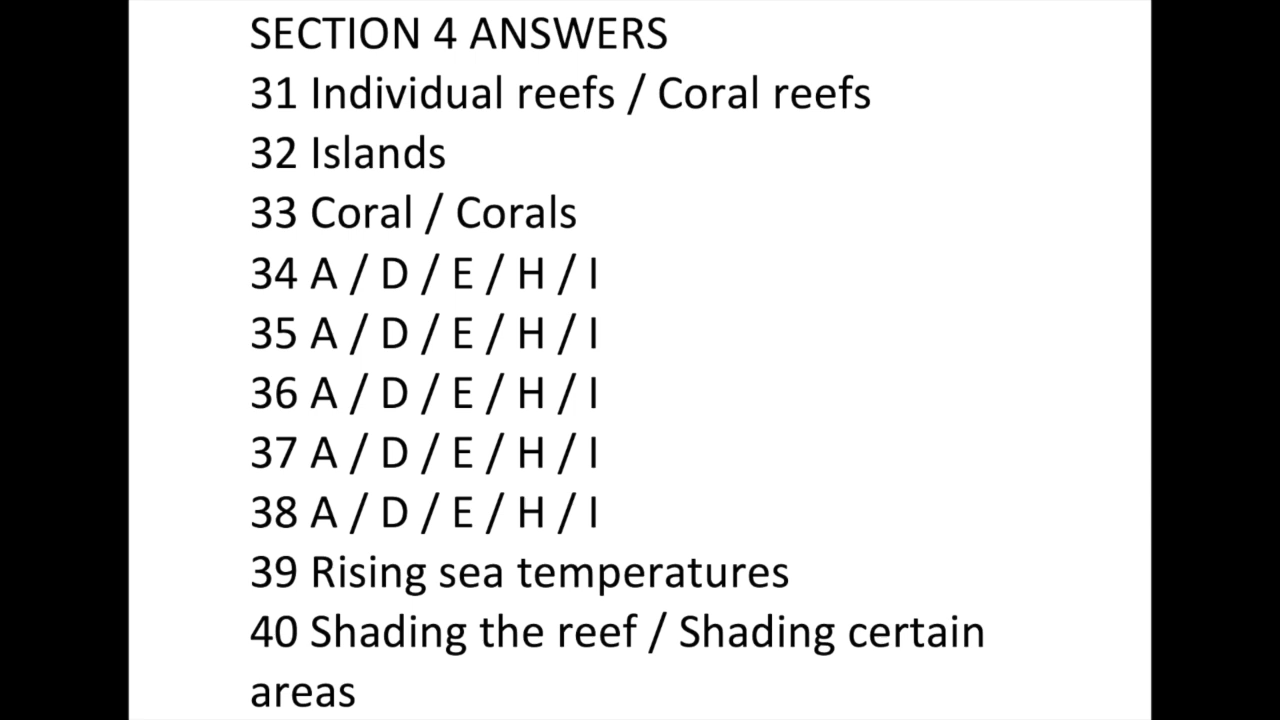 SECTION 4 ANSWERS
31 Individual reefs / Coral reefs
32 Islands
33 Coral / Corals
34 A / D / E / H / I
35 A / D / E / H / I
36 A / D / E / H / I
37 A / D / E / H / I
38 A / D / E / H / I
39 Rising sea temperatures
40 Shading the reef / Shading certain
areas